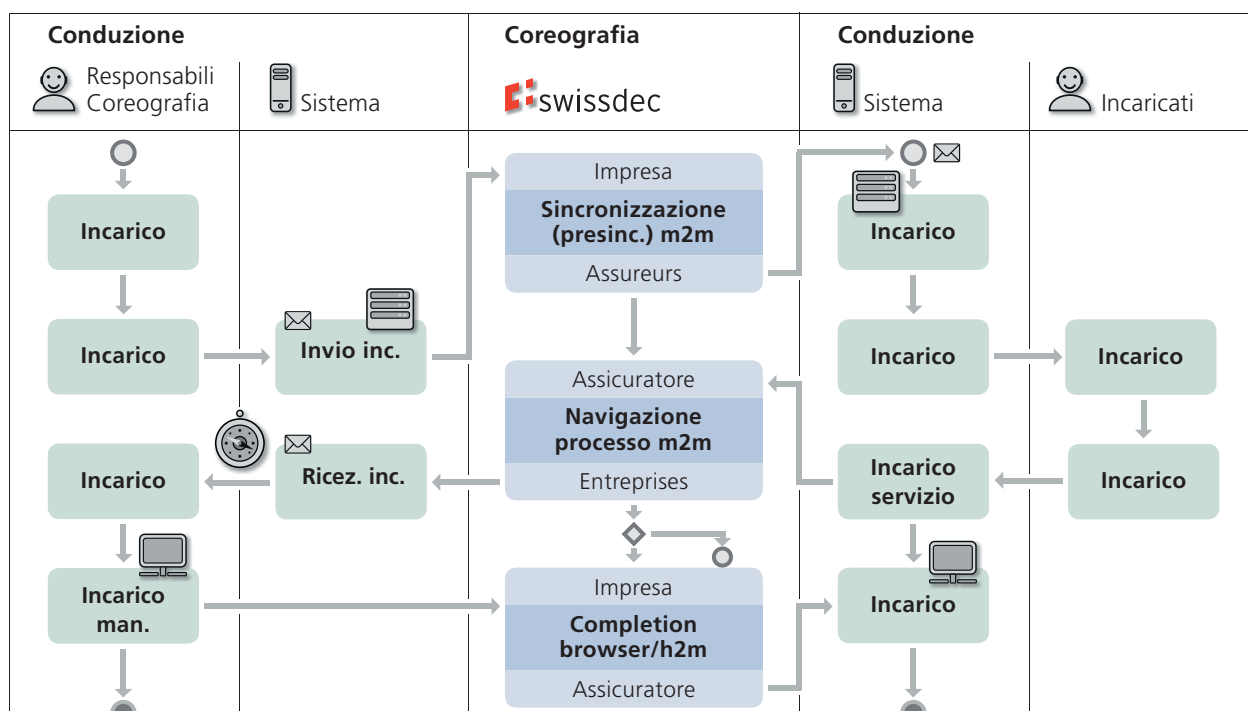 Conduzione
Coreografia
Conduzione
Responsabili
Coreografia
Sistema
swissdec
Sistema
Incaricati
Impresa
Sincronizzazione
(presinc.) m2m
Assureurs
Incarico
Incarico
Incarico
Invio inc.
Incarico
Incarico
Assicuratore
Navigazione
processo m2m
Entreprises
Incarico
Ricez. inc.
Incarico
servizio
Incarico
Impresa
Completion
browser/h2m
Assicuratore
Incarico
man.
Incarico